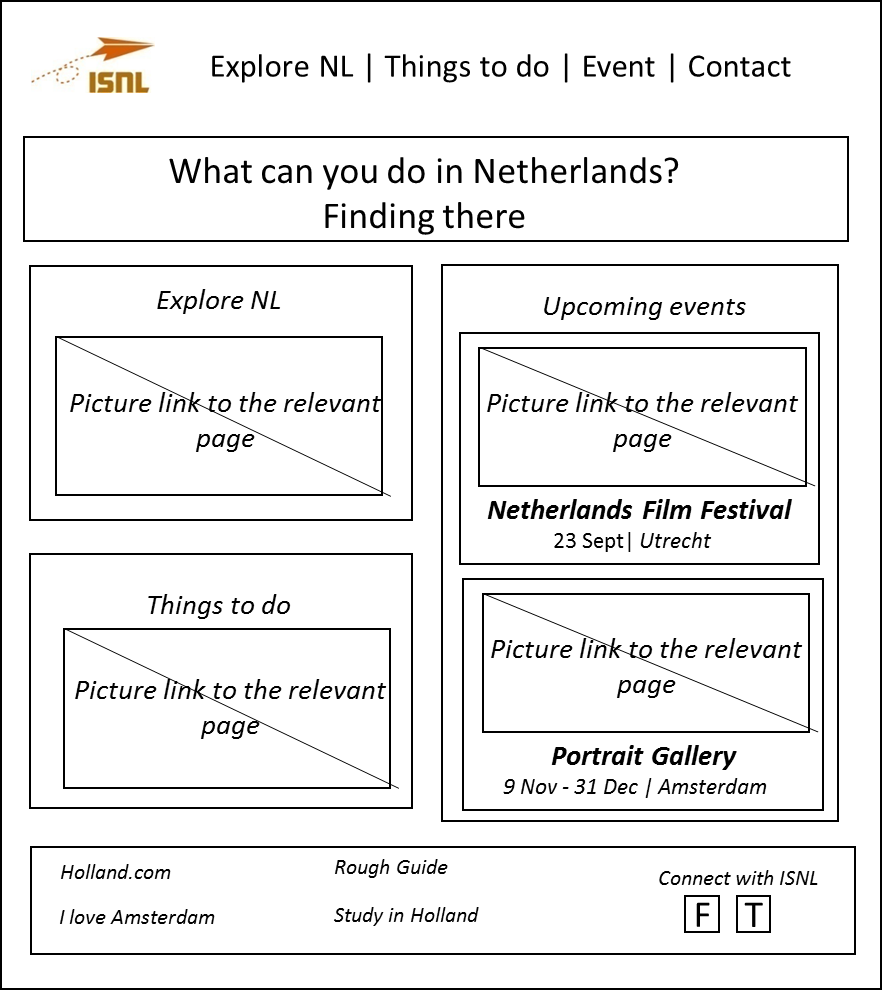 ISNL
Explore NL | Things to do | Event | Contact
What can you do in Netherlands?
Finding there
Explore NL
Picture link to the relevant
page
Things to do
Picture link to the relevant
page
Upcoming events
Picture link to the relevant
page
Netherlands Film Festival
23 Sept| Utrecht
Picture link to the relevant
page
Portrait Gallery
9 Nov - 31 Dec | Amsterdam
Holland.com
I love Amsterdam
Rough Guide
Study in Holland
Connect with ISNL
F T